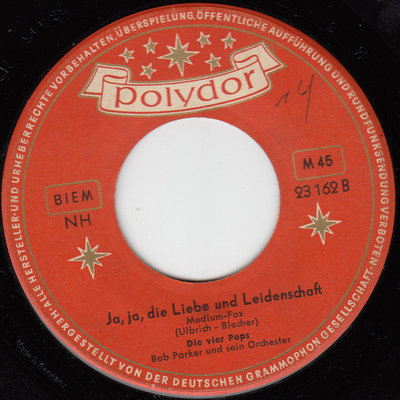 ALLE HERSTELLER- UND URHEBERRECHTE VORBEHALTEN, ÜBERSPIELUNG, ÖFFENTLICHE AUFFÜHRUNG UND RUNDFUNKSENDUNG VERBOTEN·
polydor
14
BIEM
NH
M 45
23 162 B
Ja, ja, die Liebe und Leidenschaft
Medium-Fox
(Ulbrich - Blecher)
Die vier Pops
Bob Parker und sein Orchester
HERGESTELLT VON DER DEUTSCHEN GRAMMOPHON GESELLSCHAFT·